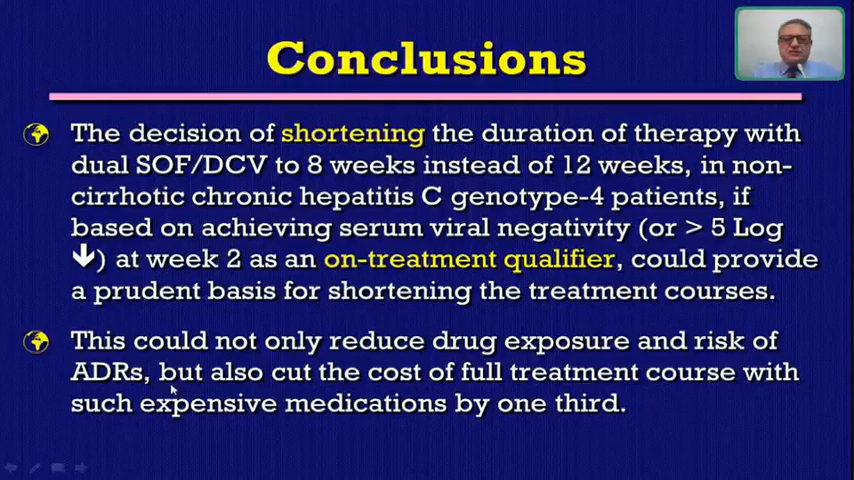 Conclusions
The decision of shortening the duration of therapy with
dual SOF/DCV to 8 weeks instead of 12 weeks, in non-
cirrhotic chronic hepatitis C genotype-4 patients, if
based on achieving serum viral negativity (or > 5 Log
🡇) at week 2 as an on-treatment qualifier, could provide
a prudent basis for shortening the treatment courses.
This could not only reduce drug exposure and risk of
ADRs, but also cut the cost of full treatment course with
such expensive medications by one third.